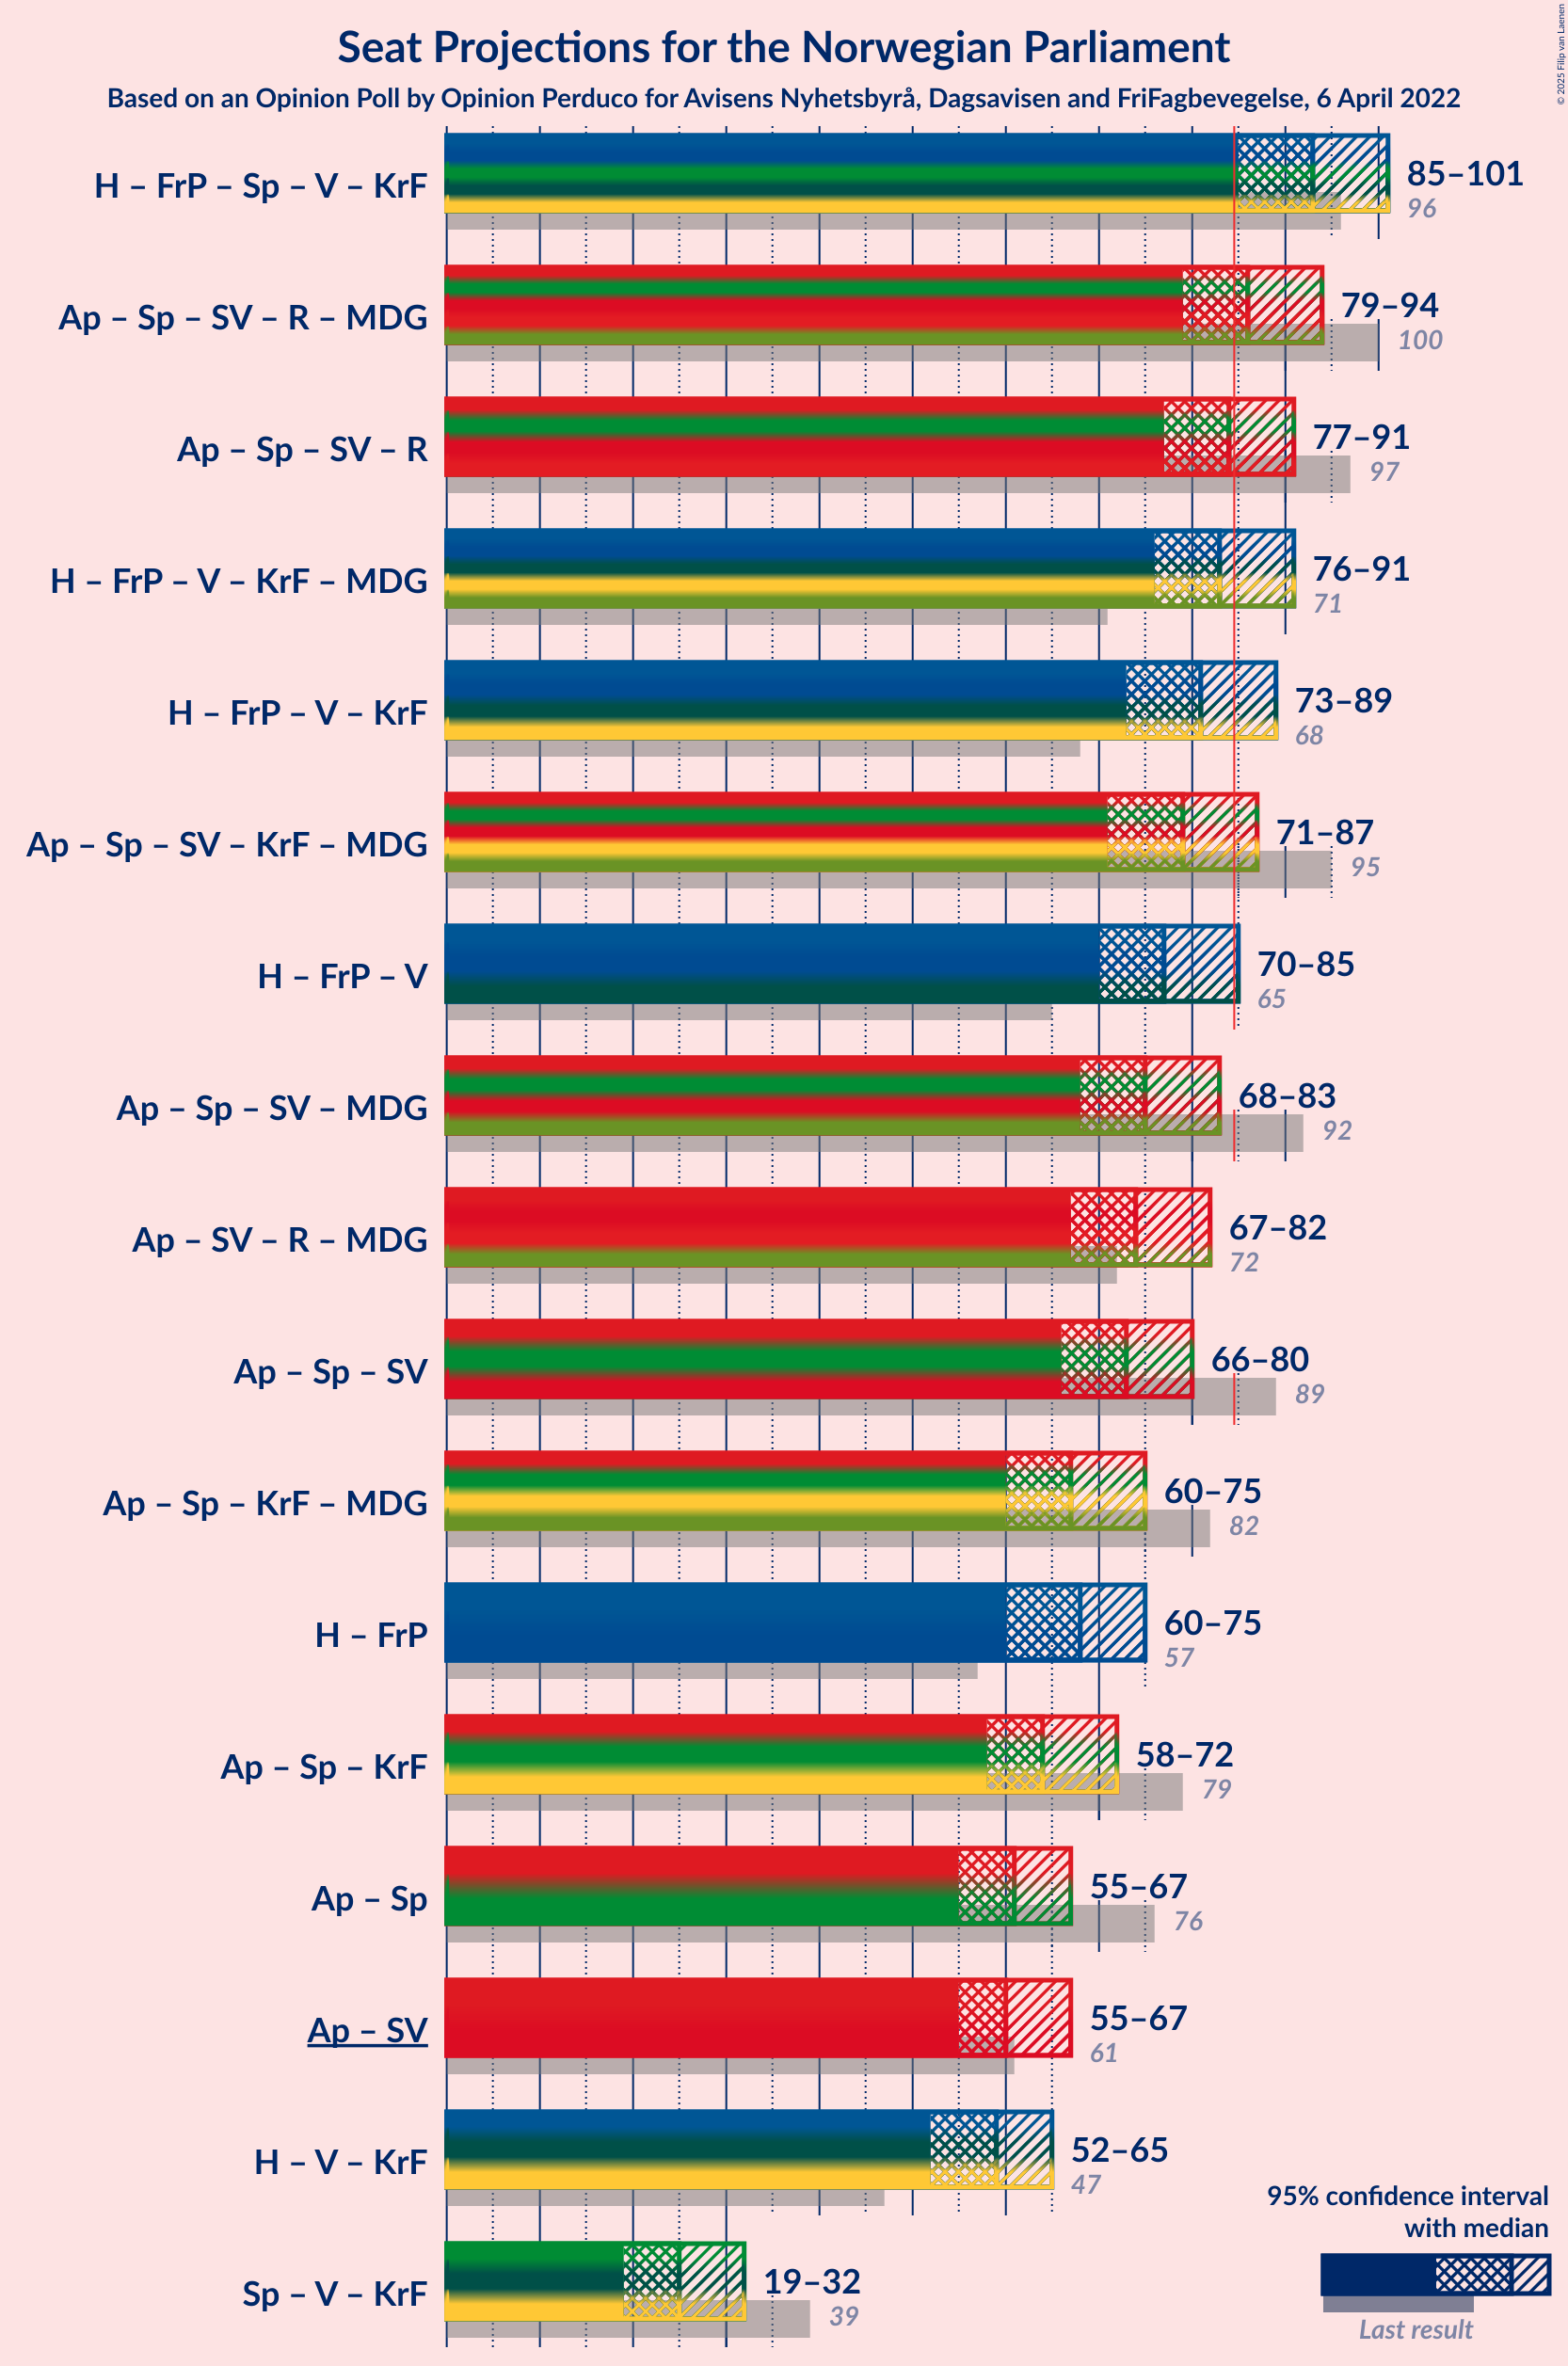 Seat Projections for the Norwegian Parliament
Based on an Opinion Poll by Opinion Perduco for Avisens Nyhetsbyrå, Dagsavisen and FriFagbevegelse, 6 April 2022
© 2025 Filip van Laenen
H – FrP – Sp – V – KrF
85–101
96
Ap – Sp – SV – R – MDG
79–94
100
Ap – Sp – SV – R
77–91
97
H – FrP – V – KrF – MDG
76–91
71
H – FrP – V – KrF
73–89
68
Ap – Sp – SV – KrF – MDG
71–87
95
H – FrP – V
70–85
65
Ap – Sp – SV – MDG
68–83
92
Ap – SV – R – MDG
67–82
72
Ap – Sp – SV
66–80
89
Ap – Sp – KrF – MDG
60–75
82
H – FrP
60–75
57
Ap – Sp – KrF
58–72
79
Ap – Sp
55–67
76
Ap – SV
55–67
61
H – V – KrF
52–65
47
Sp – V – KrF
19–32
39
95% confidence interval
with median
Last result